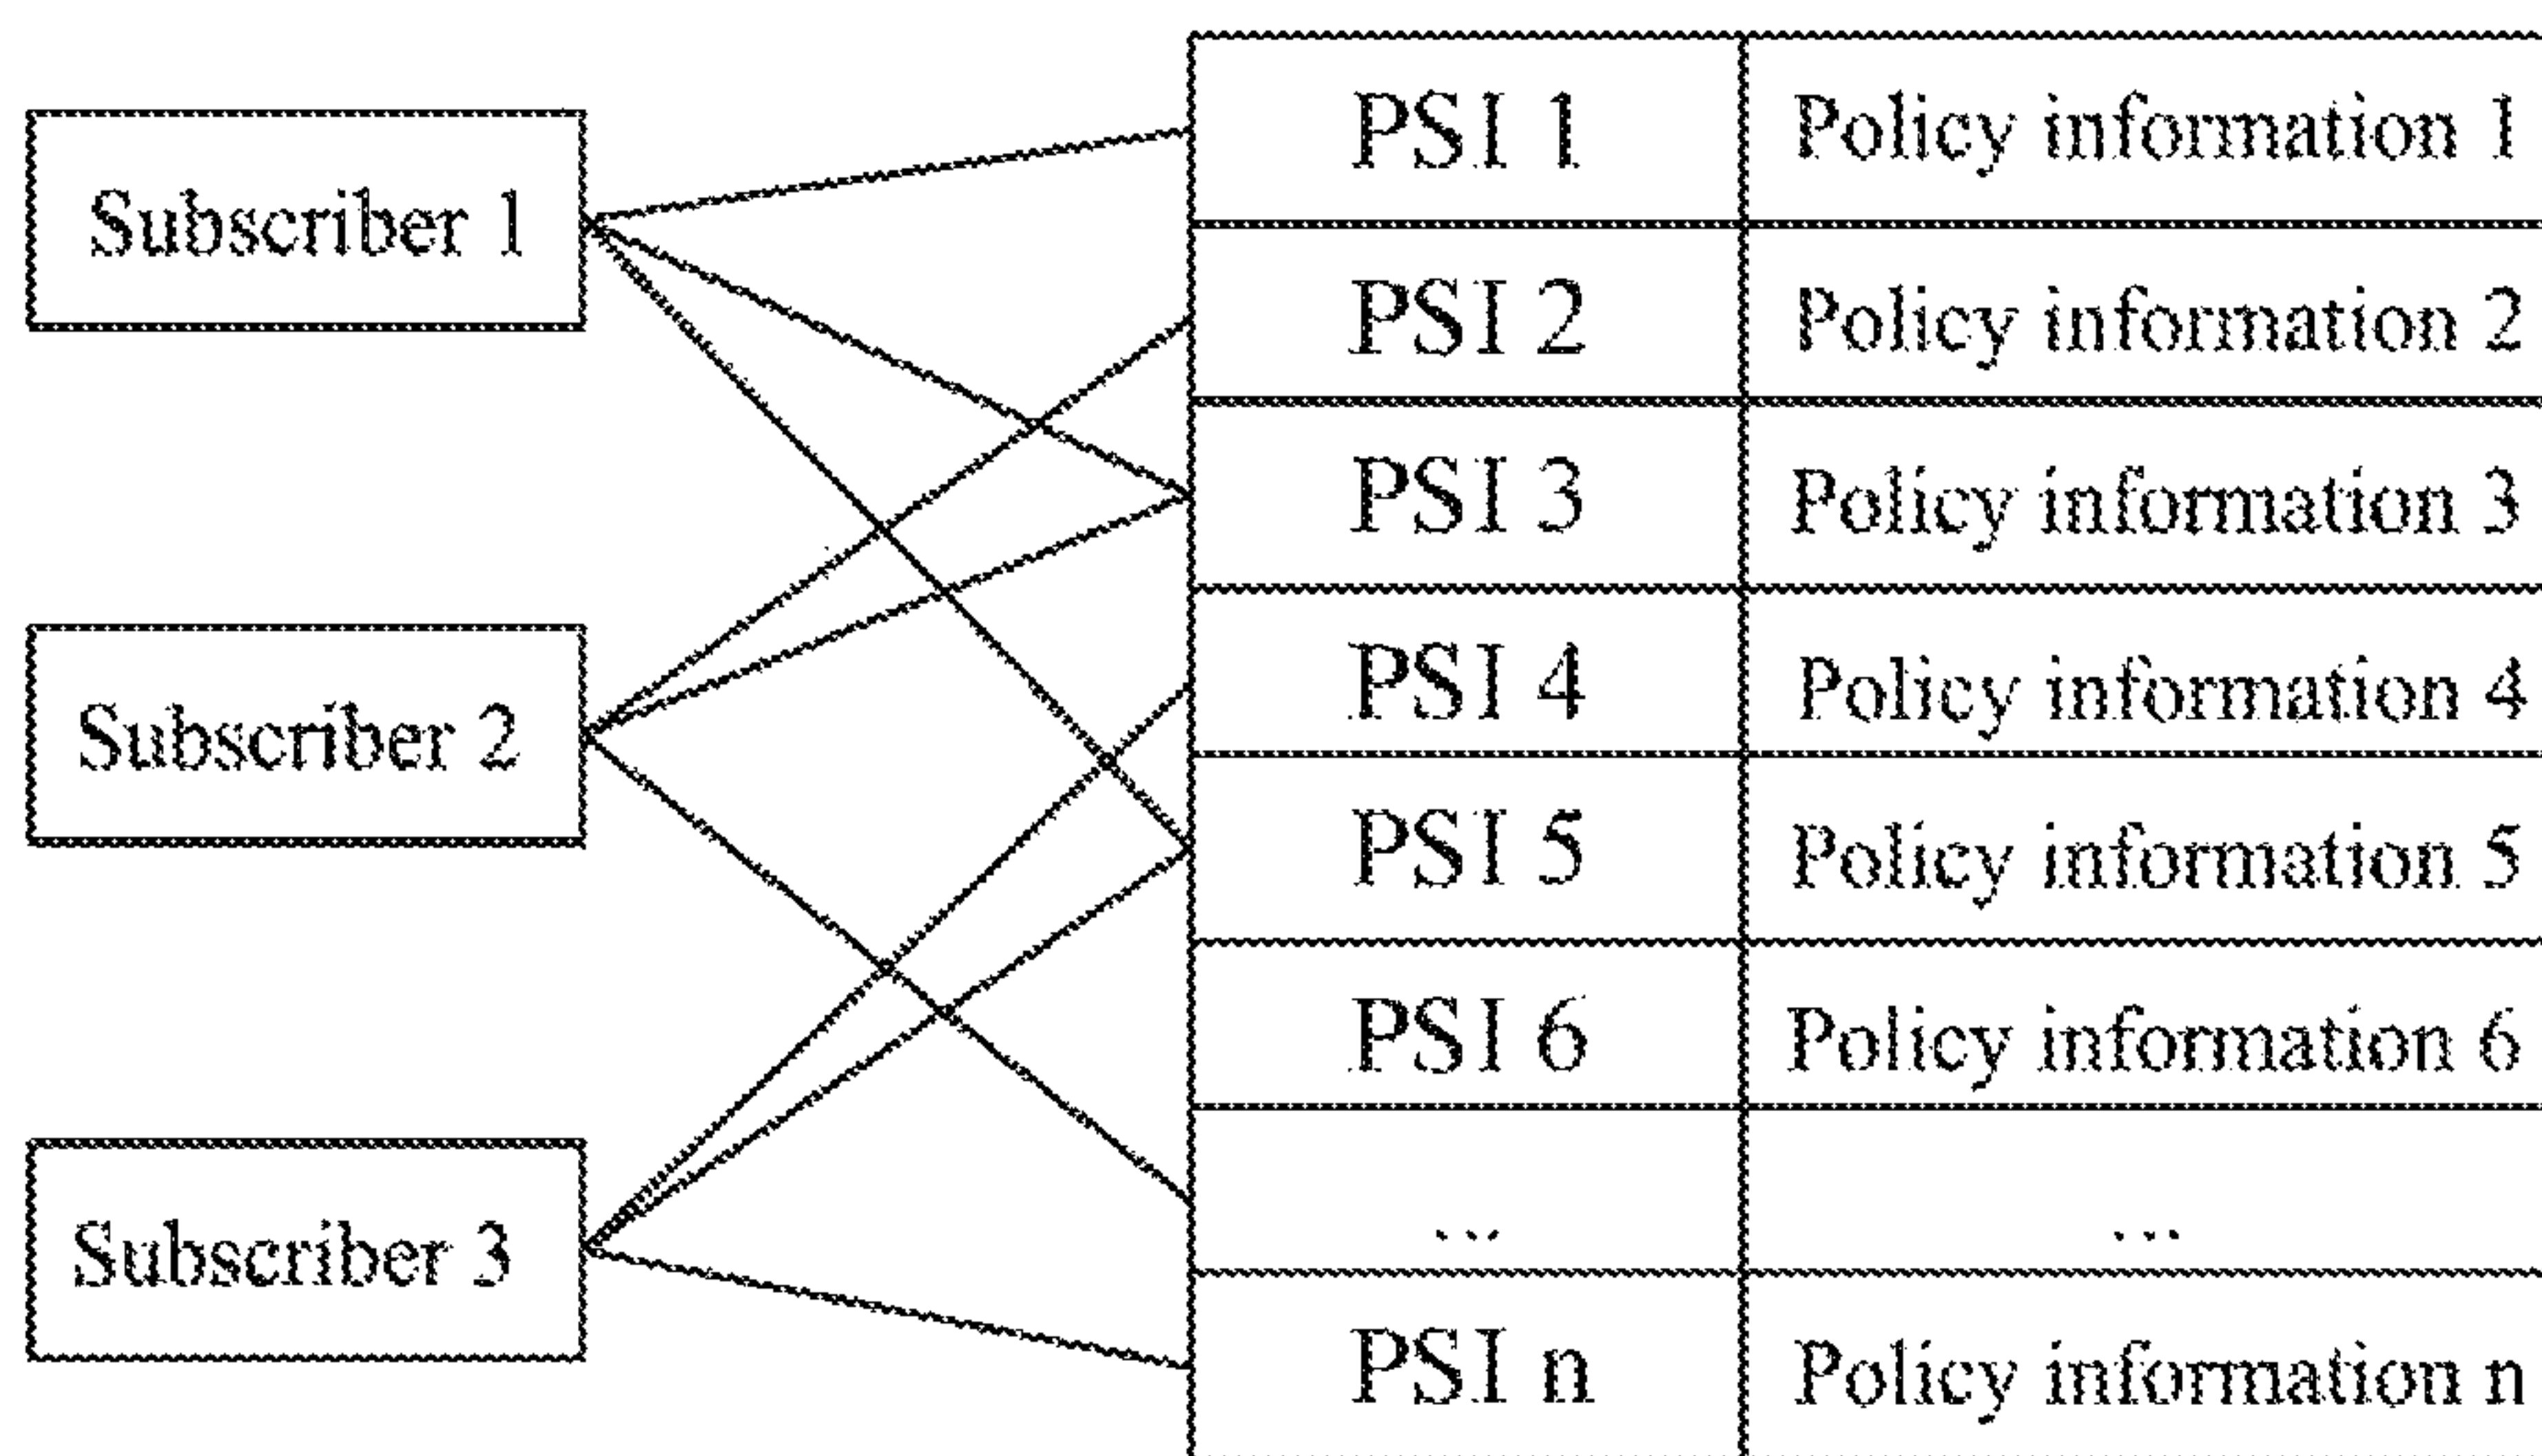 PSI 1 Policy information 1
Subscriber 1
PSI 2 Policy information 2
PSI 3 Policy information 3
PSI 4 Policy information 4
Subscriber 2
PSI 5 Policy information 5
PSI 6 Policy information 6
... ...
Subscriber 3
PSI n Policy information n